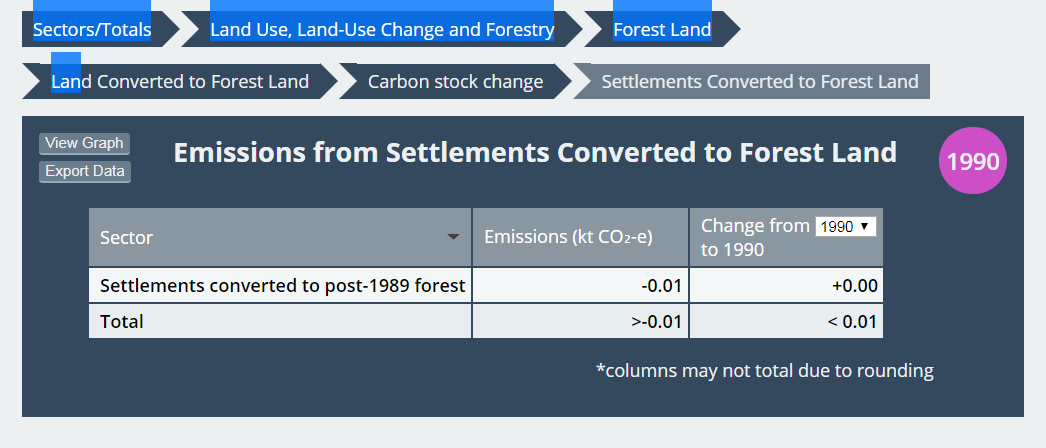 Sectors/Totals Land Use, Land-Use Change and Forestry Forest Land
Land Converted to Forest Land Carbon stock change Settlements Converted to Forest Land
View Graph
Export Data
Emissions from Settlements Converted to Forest Land
1990
Sector Emissions (kt CO₂-e) Change from 1990 ▼
to 1990
Settlements converted to post-1989 forest -0.01 +0.00
Total >-0.01 < 0.01
*columns may not total due to rounding